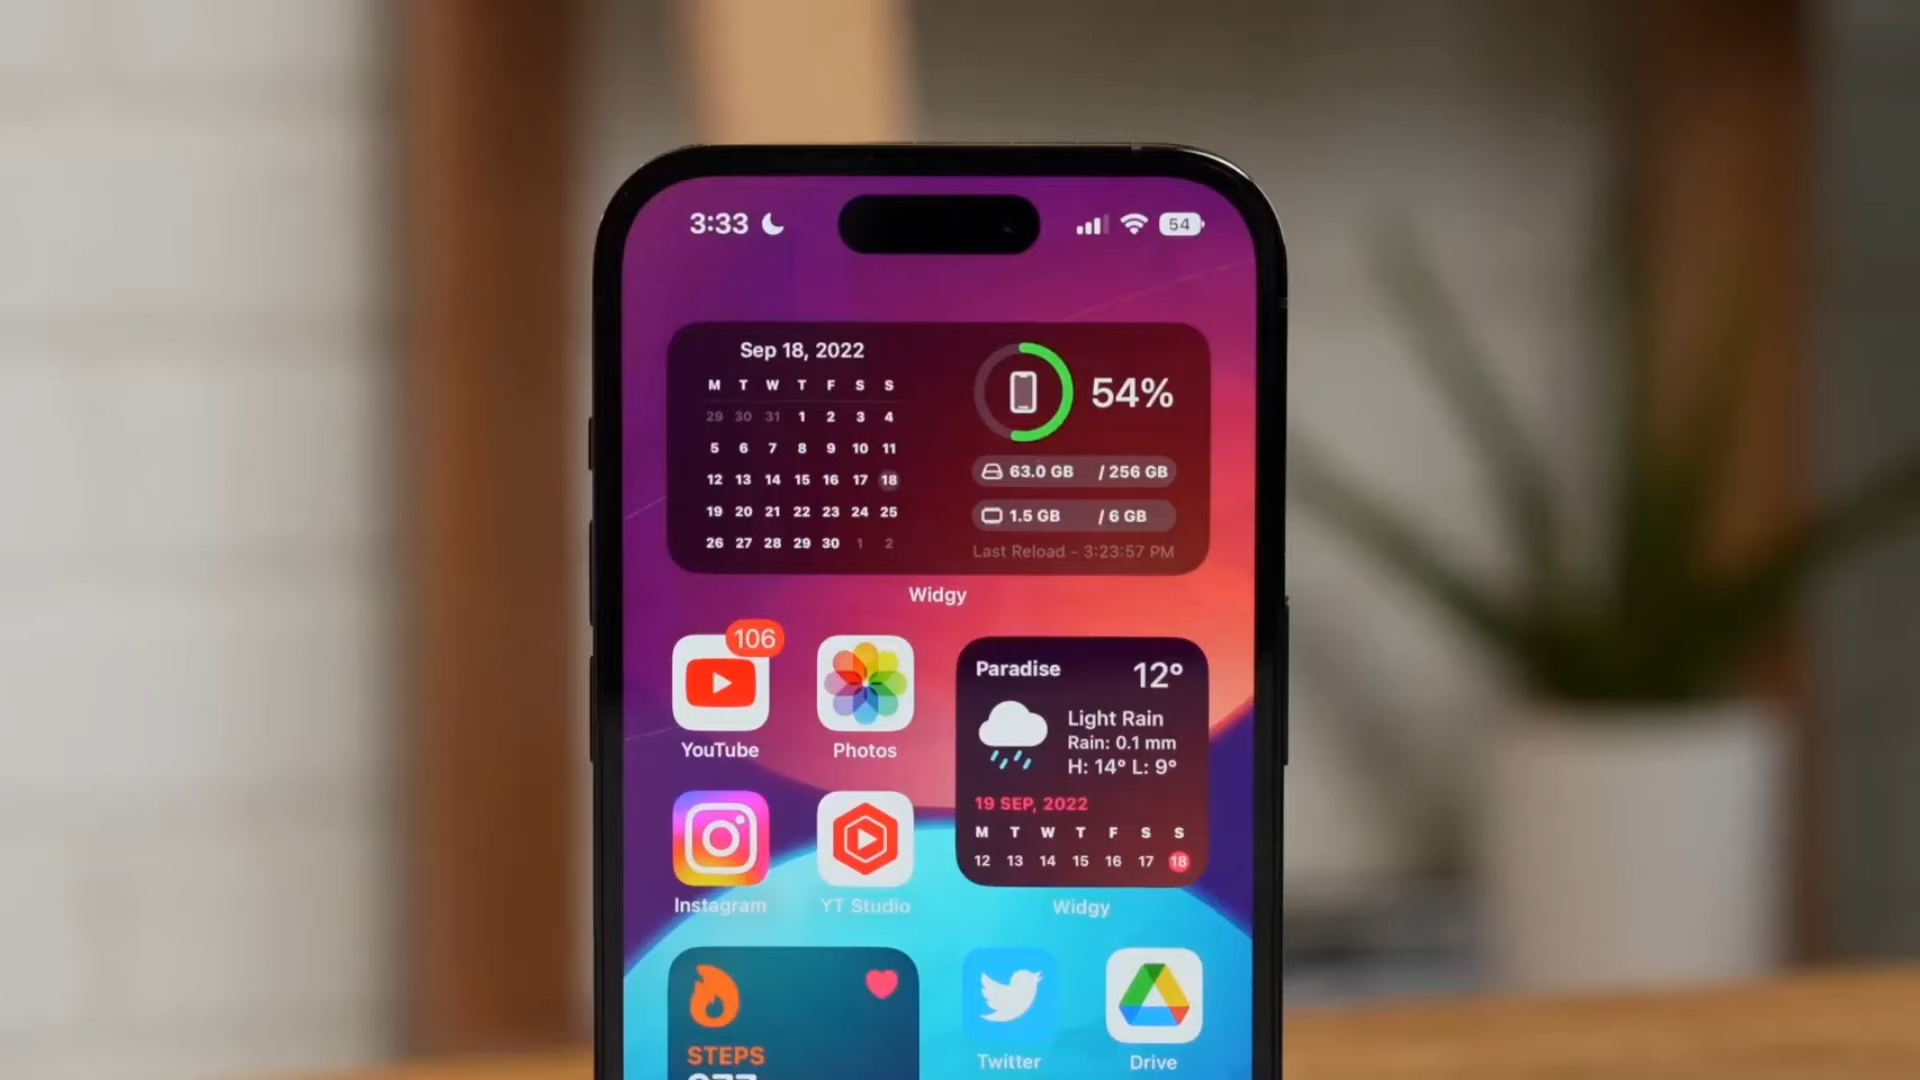 3:33
54
Sep 18, 2022
M T W T F S S
29 30 31 1 2 3 4
5 6 7 8 9 10 11
12 13 14 15 16 17 18
19 20 21 22 23 24 25
26 27 28 29 30 1 2
54%
63.0 GB / 256 GB
1.5 GB / 6 GB
Last Reload - 3:23:57 PM
Widgy
106
YouTube
Photos
Paradise
12°
Light Rain
Rain: 0.1 mm
H: 14° L: 9°
19 SEP, 2022
M T W T F S S
12 13 14 15 16 17 18
Instagram
YT Studio
Widgy
STEPS
Twitter
Drive